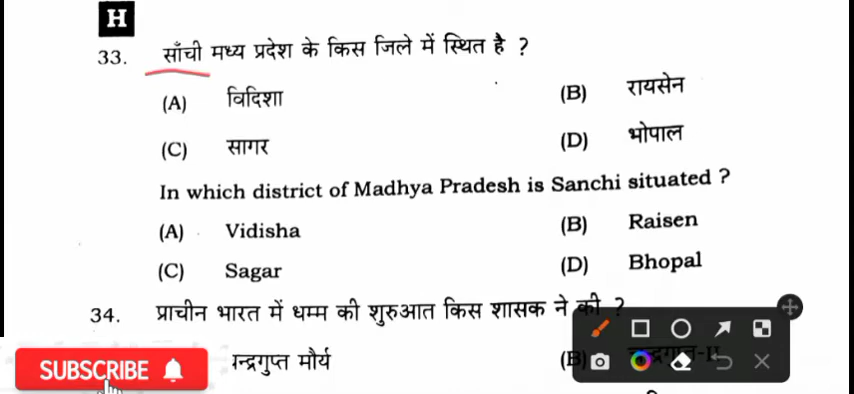 H
33. साँची मध्य प्रदेश के किस जिले में स्थित है ?
(A) विदिशा (B) रायसेन
(C) सागर (D) भोपाल
In which district of Madhya Pradesh is Sanchi situated ?
(A) Vidisha (B) Raisen
(C) Sagar (D) Bhopal
34. प्राचीन भारत में धम्म की शुरुआत किस शासक ने की ?
न्द्रगुप्त मौर्य (B)
SUBSCRIBE